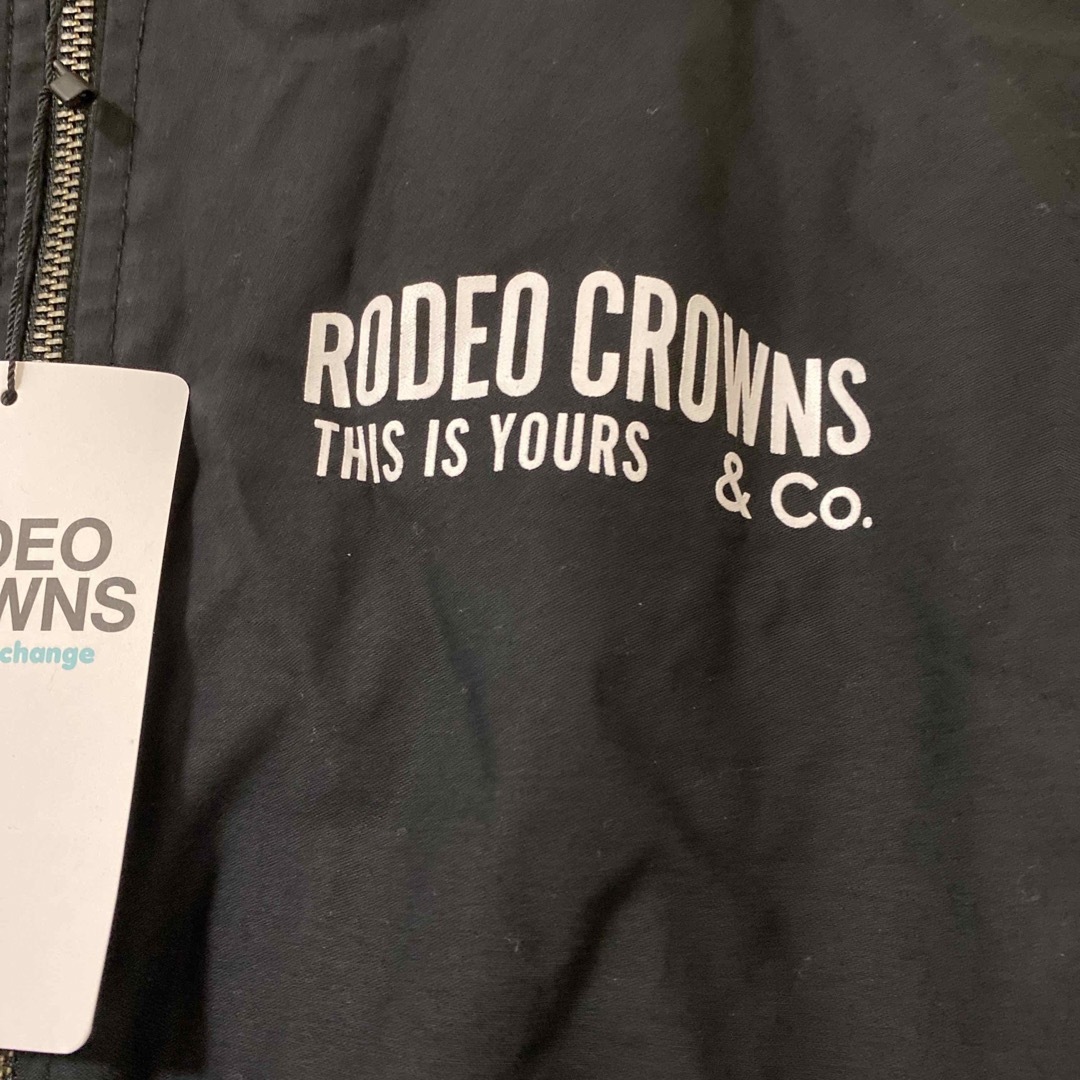 RODEO CROWNS
THIS IS YOURS
& Co.
DEO
WNS
change